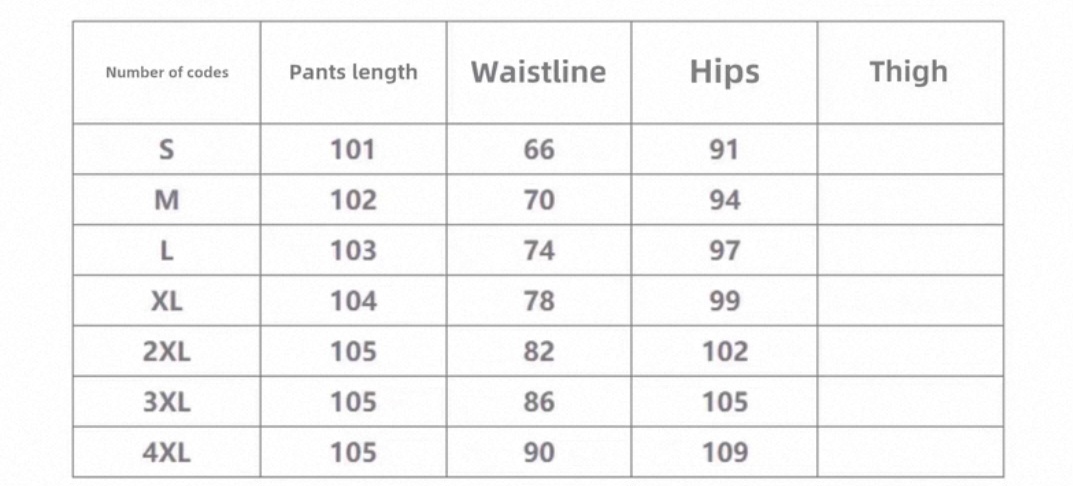 Number of codes Pants length Waistline Hips Thigh
S 101 66 91
M 102 70 94
L 103 74 97
XL 104 78 99
2XL 105 82 102
3XL 105 86 105
4XL 105 90 109